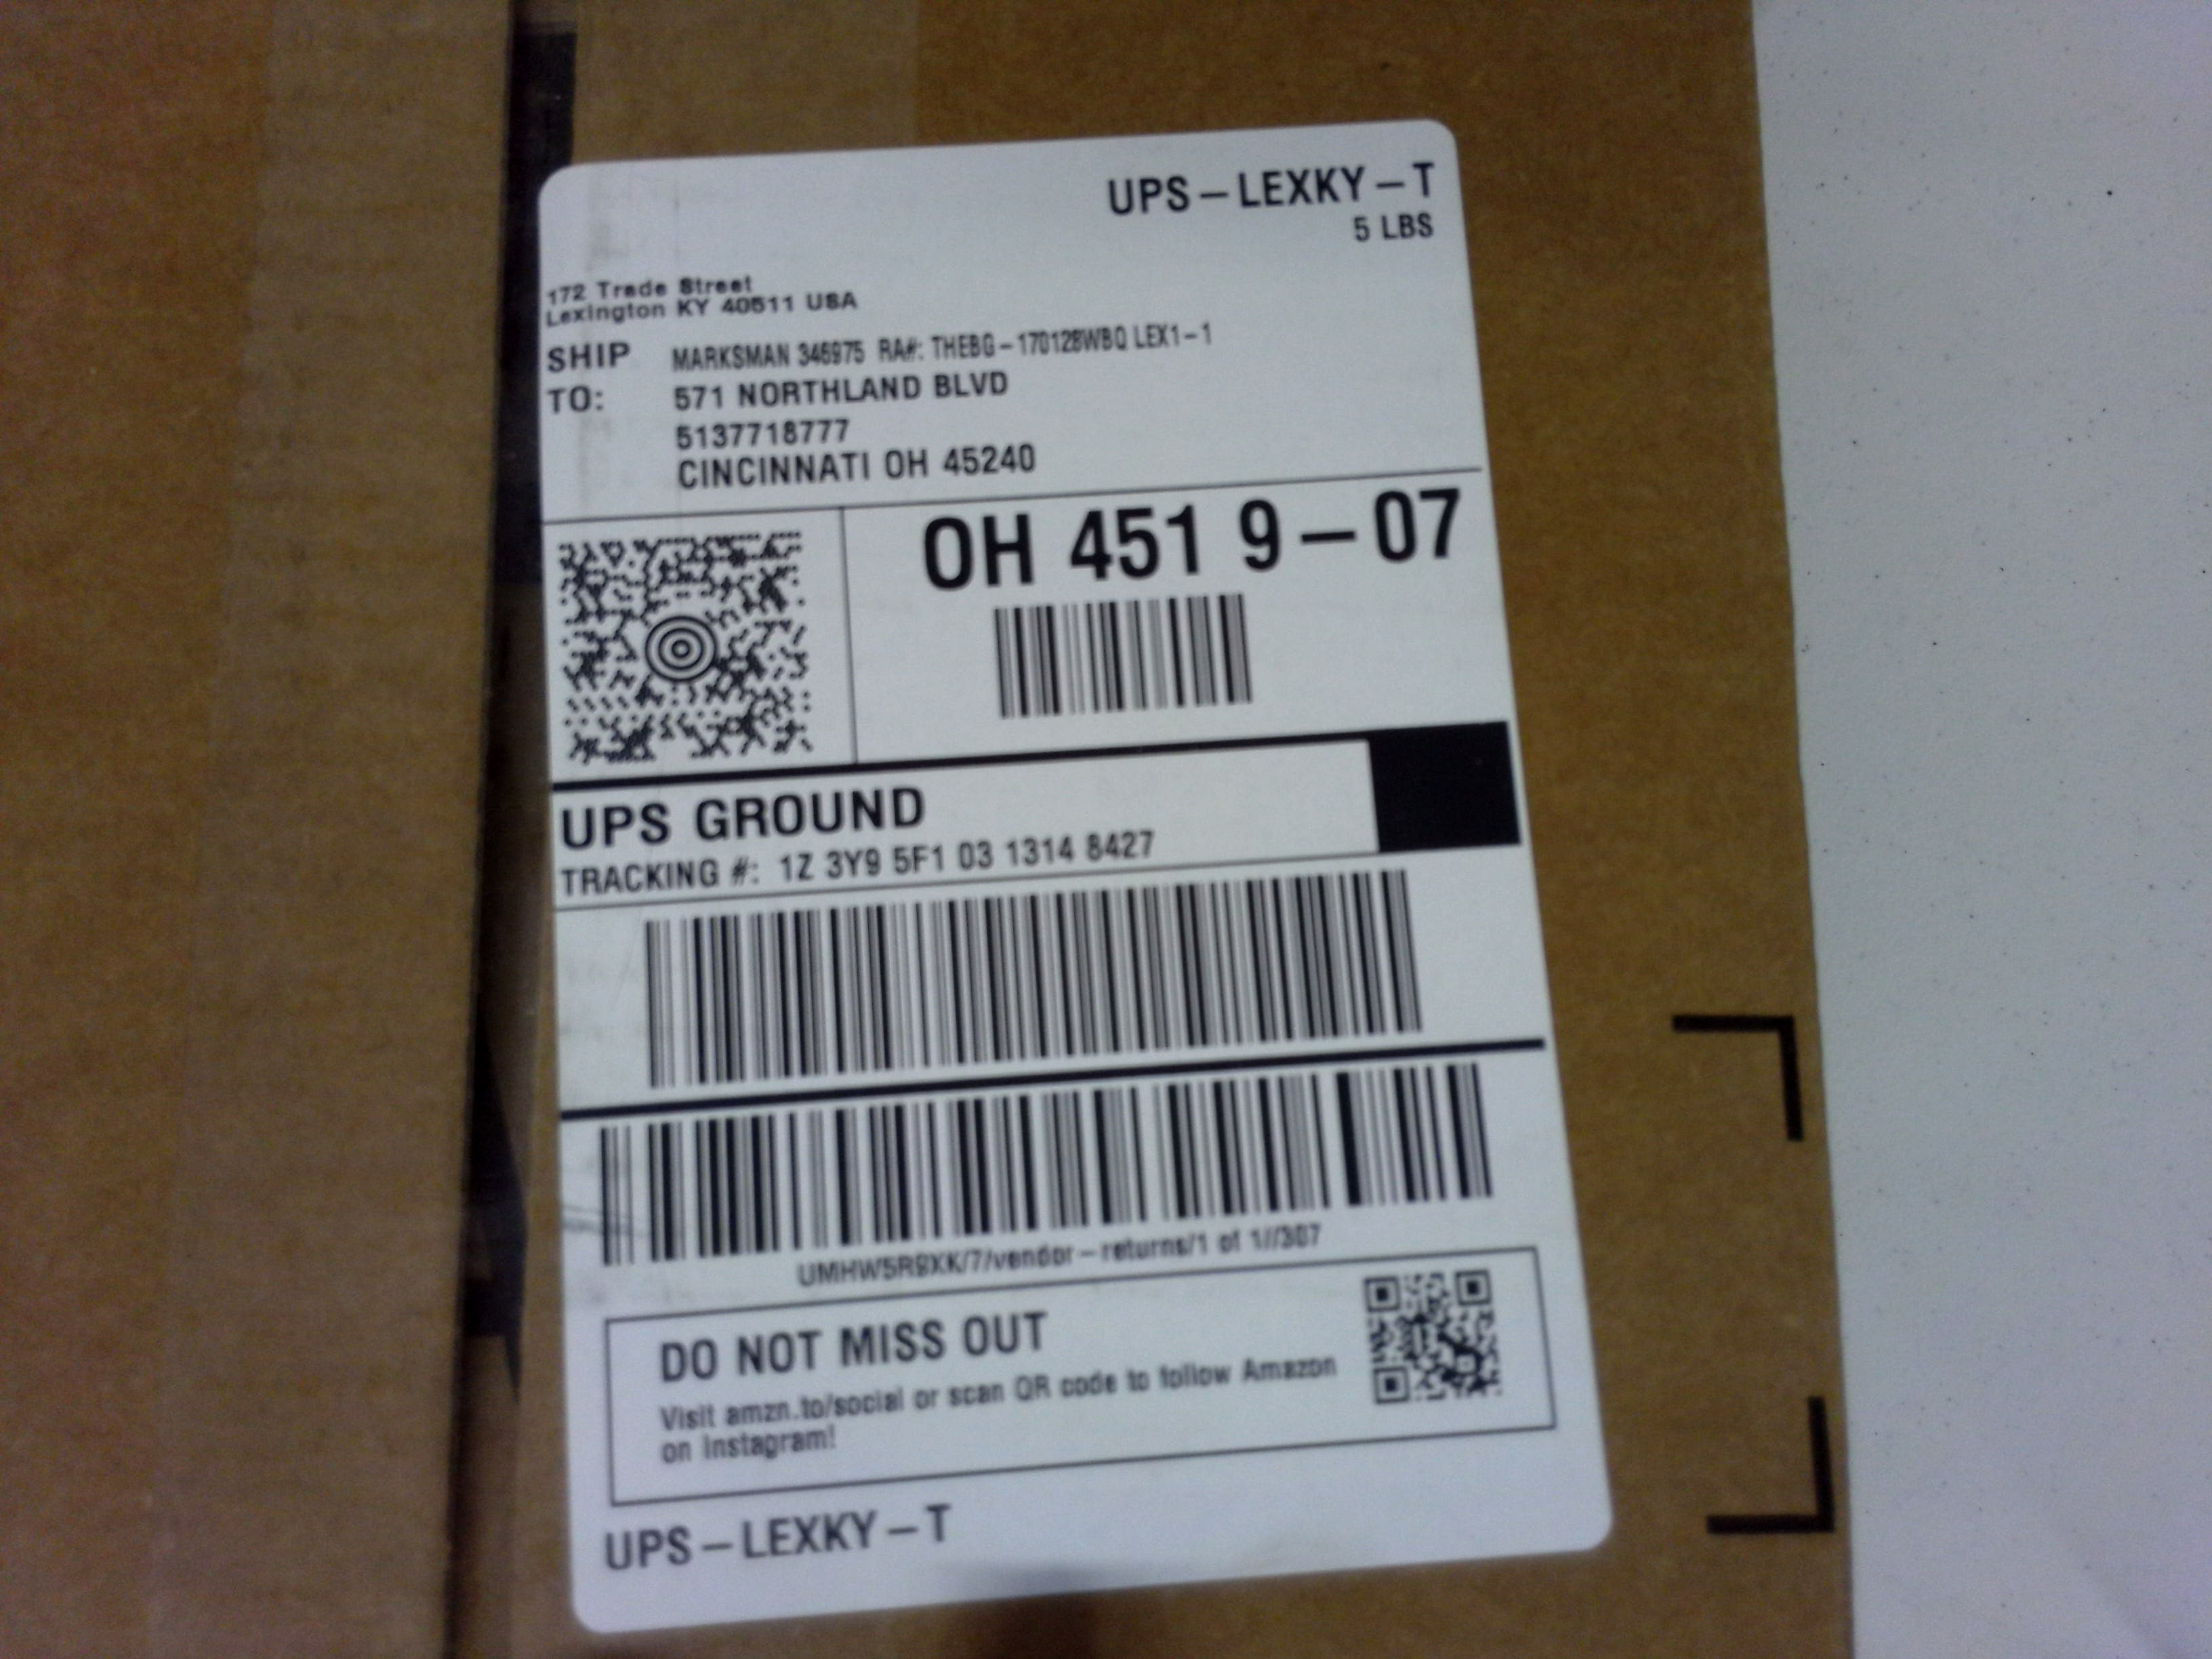 UPS – LEXKY – T
5 LBS
172 Trade Street
Lexington KY 40511 USA
SHIP TO:
MARKSMAN 346975 RA#: THEBG – 170128WBQ LEX1 – 1
571 NORTHLAND BLVD
5137718777
CINCINNATI OH 45240
OH 451 9 – 07
UPS GROUND
TRACKING #: 1Z 3Y9 5F1 03 1314 8427
/7/vendor – returns/1 of 1//307
DO NOT MISS OUT
Visit amzn.to/social or scan QR code to follow Amazon
on Instagram!
UPS – LEXKY – T